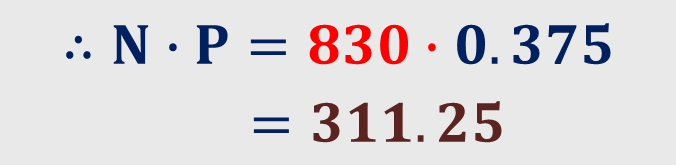 ∴ N · P = 830 · 0.375
= 311.25